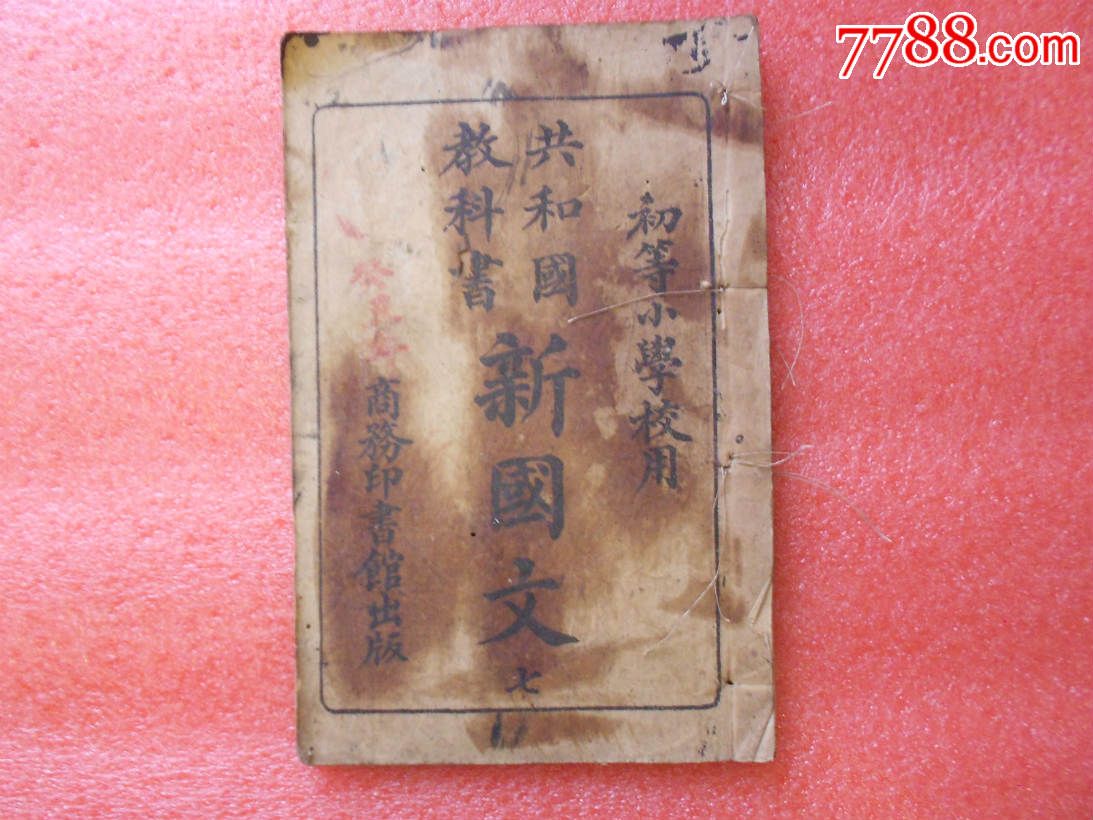 7788.com
初等小學校用
共和國
教科書
新國文
七
商務印書館出版